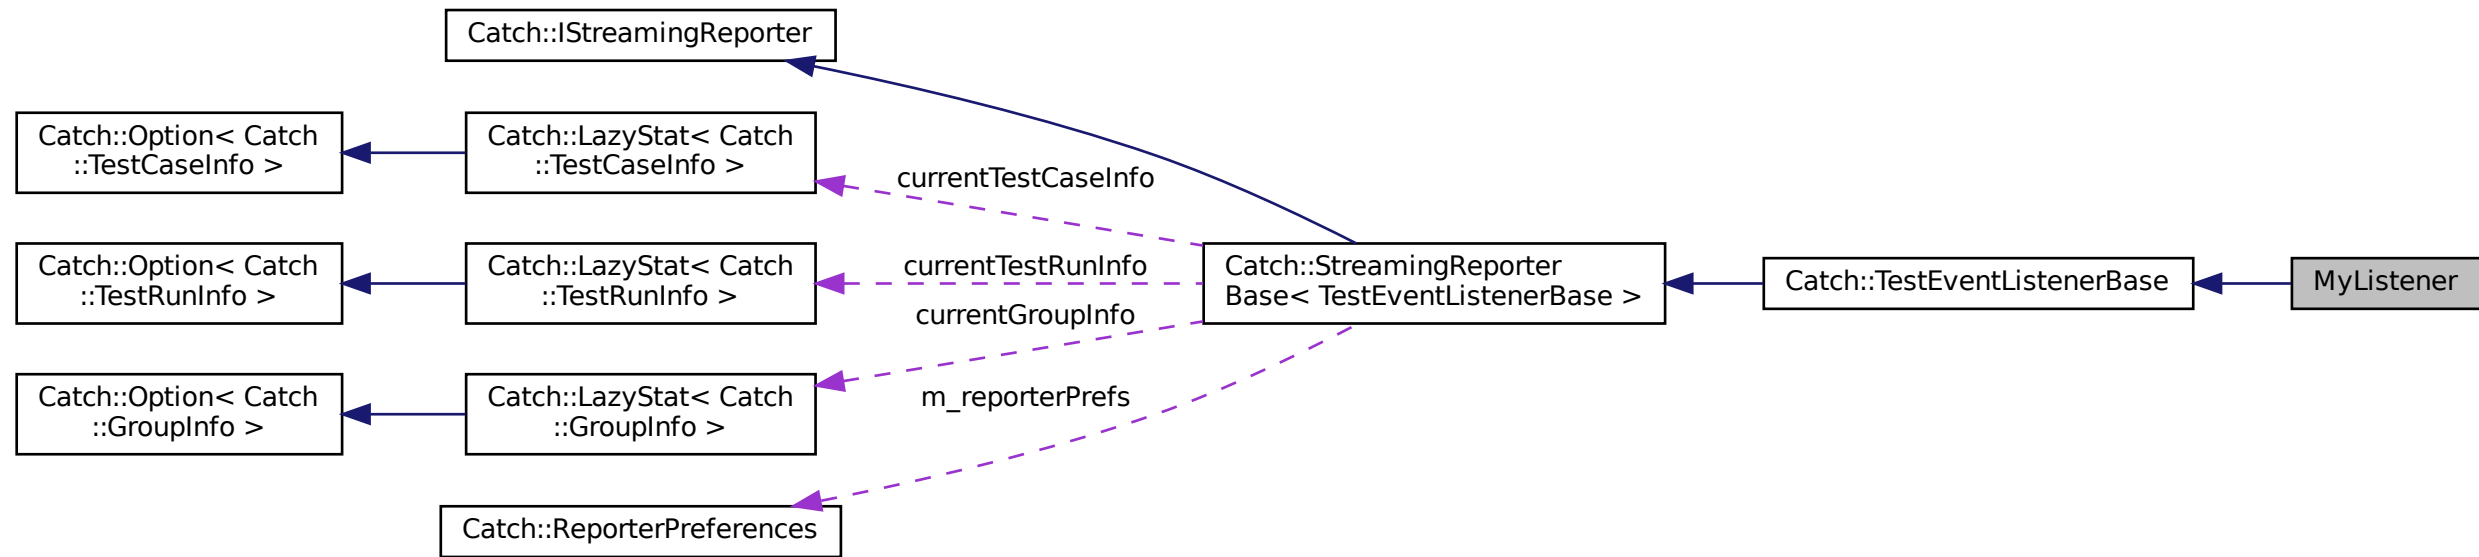 Catch::IStreamingReporter
Catch::Option< Catch
::TestCaseInfo >
Catch::LazyStat< Catch
::TestCaseInfo >
currentTestCaseInfo
Catch::Option< Catch
::TestRunInfo >
Catch::LazyStat< Catch
::TestRunInfo >
currentTestRunInfo
Catch::StreamingReporter
Base< TestEventListenerBase >
Catch::TestEventListenerBase
MyListener
currentGroupInfo
Catch::Option< Catch
::GroupInfo >
Catch::LazyStat< Catch
::GroupInfo >
m_reporterPrefs
Catch::ReporterPreferences